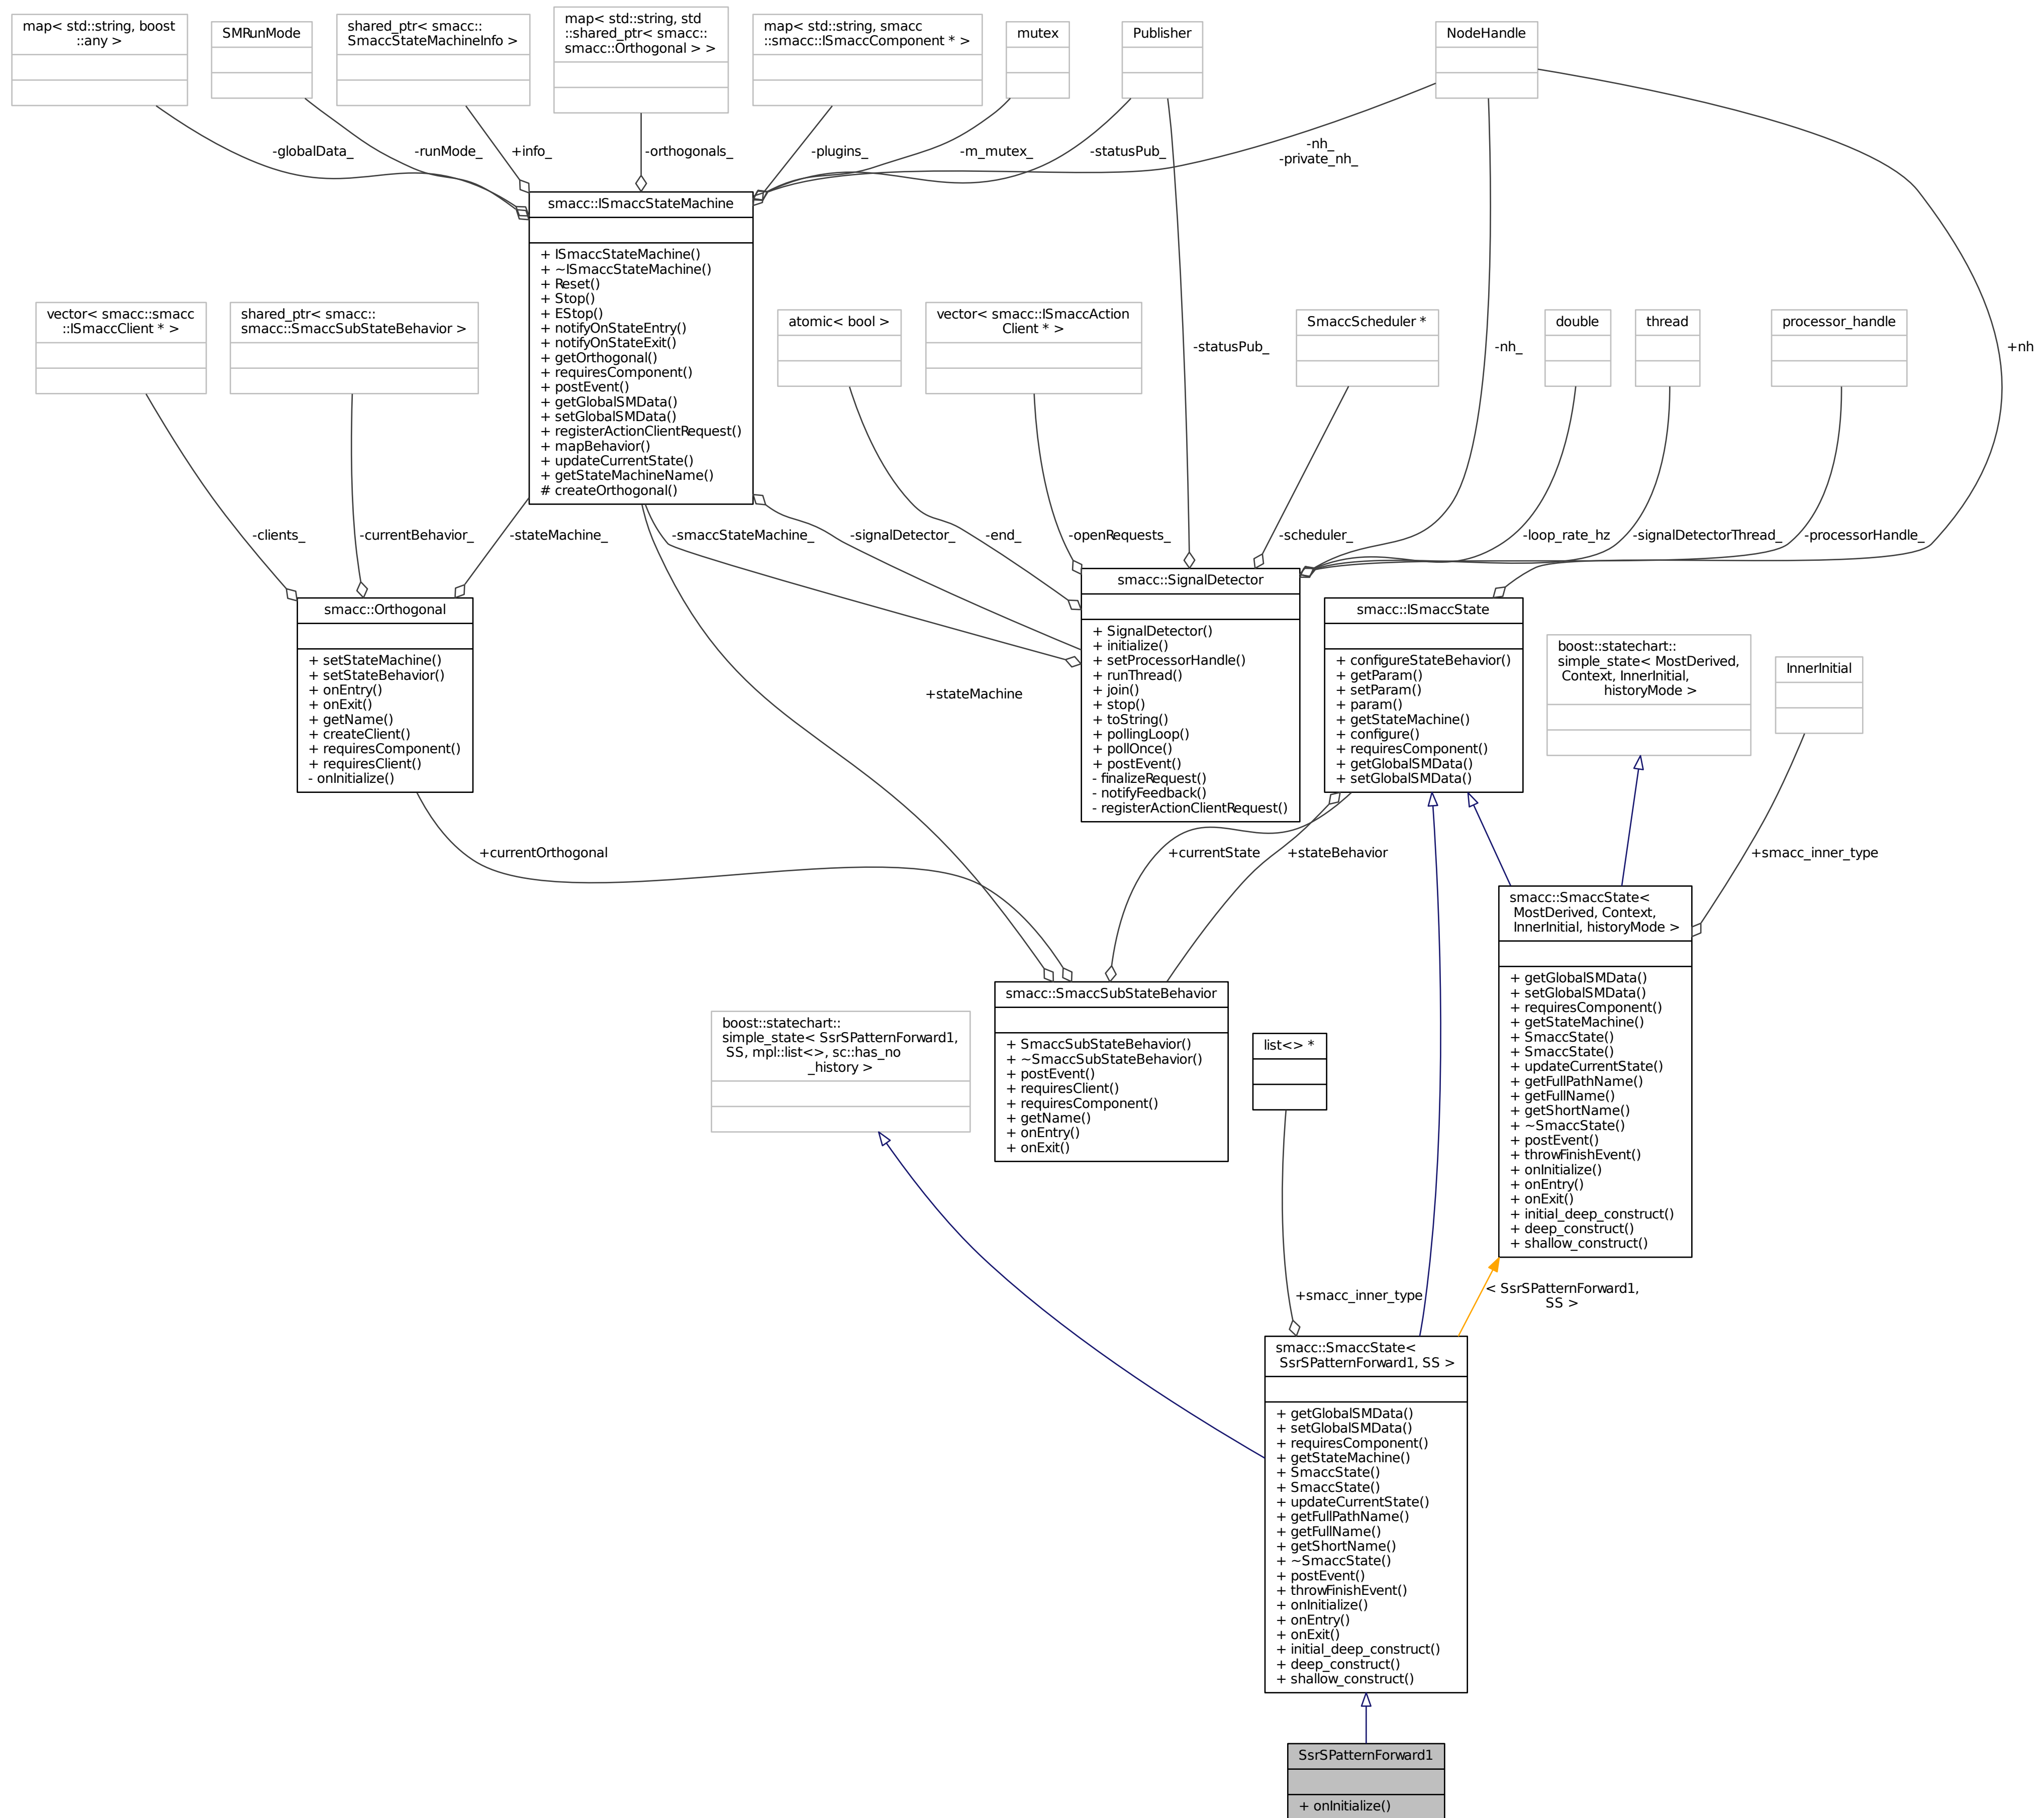 map< std::string, boost
::any >
SMRunMode
shared_ptr< smacc::
SmaccStateMachineInfo >
map< std::string, std
::shared_ptr< smacc::
smacc::Orthogonal > >
map< std::string, smacc
::smacc::ISmaccComponent * >
mutex
Publisher
NodeHandle
-globalData_
-runMode_
+info_
-orthogonals_
-plugins_
-m_mutex_
-statusPub_
-nh_
-private_nh_
smacc::ISmaccStateMachine
+ ISmaccStateMachine()
+ ~ISmaccStateMachine()
+ Reset()
+ Stop()
+ EStop()
+ notifyOnStateEntry()
+ notifyOnStateExit()
+ getOrthogonal()
+ requiresComponent()
+ postEvent()
+ getGlobalSMData()
+ setGlobalSMData()
+ registerActionClientRequest()
+ mapBehavior()
+ updateCurrentState()
+ getStateMachineName()
# createOrthogonal()
vector< smacc::smacc
::ISmaccClient * >
shared_ptr< smacc::
smacc::SmaccSubStateBehavior >
atomic< bool >
vector< smacc::ISmaccAction
Client * >
-statusPub_
SmaccScheduler *
-nh_
double
thread
processor_handle
+nh
-clients_
-currentBehavior_
-stateMachine_
-smaccStateMachine_
-signalDetector_
-end_
-openRequests_
-scheduler_
-loop_rate_hz
-signalDetectorThread_
-processorHandle_
smacc::Orthogonal
+ setStateMachine()
+ setStateBehavior()
+ onEntry()
+ onExit()
+ getName()
+ createClient()
+ requiresComponent()
+ requiresClient()
- onInitialize()
smacc::SignalDetector
+ SignalDetector()
+ initialize()
+ setProcessorHandle()
+ runThread()
+ join()
+ stop()
+ toString()
+ pollingLoop()
+ pollOnce()
+ postEvent()
- finalizeRequest()
- notifyFeedback()
- registerActionClientRequest()
smacc::ISmaccState
+ configureStateBehavior()
+ getParam()
+ setParam()
+ param()
+ getStateMachine()
+ configure()
+ requiresComponent()
+ getGlobalSMData()
+ setGlobalSMData()
boost::statechart::
simple_state< MostDerived,
Context, InnerInitial,
historyMode >
InnerInitial
+stateMachine
+currentOrthogonal
+currentState
+stateBehavior
+smacc_inner_type
smacc::SmaccState<
MostDerived, Context,
InnerInitial, historyMode >
+ getGlobalSMData()
+ setGlobalSMData()
+ requiresComponent()
+ getStateMachine()
+ SmaccState()
+ SmaccState()
+ updateCurrentState()
+ getFullPathName()
+ getFullName()
+ getShortName()
+ ~SmaccState()
+ postEvent()
+ throwFinishEvent()
+ onInitialize()
+ onEntry()
+ onExit()
+ initial_deep_construct()
+ deep_construct()
+ shallow_construct()
smacc::SmaccSubStateBehavior
+ SmaccSubStateBehavior()
+ ~SmaccSubStateBehavior()
+ postEvent()
+ requiresClient()
+ requiresComponent()
+ getName()
+ onEntry()
+ onExit()
boost::statechart::
simple_state< SsrSPatternForward1,
SS, mpl::list<>, sc::has_no
_history >
list<> *
+smacc_inner_type
< SsrSPatternForward1,
SS >
smacc::SmaccState<
SsrSPatternForward1, SS >
+ getGlobalSMData()
+ setGlobalSMData()
+ requiresComponent()
+ getStateMachine()
+ SmaccState()
+ SmaccState()
+ updateCurrentState()
+ getFullPathName()
+ getFullName()
+ getShortName()
+ ~SmaccState()
+ postEvent()
+ throwFinishEvent()
+ onInitialize()
+ onEntry()
+ onExit()
+ initial_deep_construct()
+ deep_construct()
+ shallow_construct()
SsrSPatternForward1
+ onInitialize()